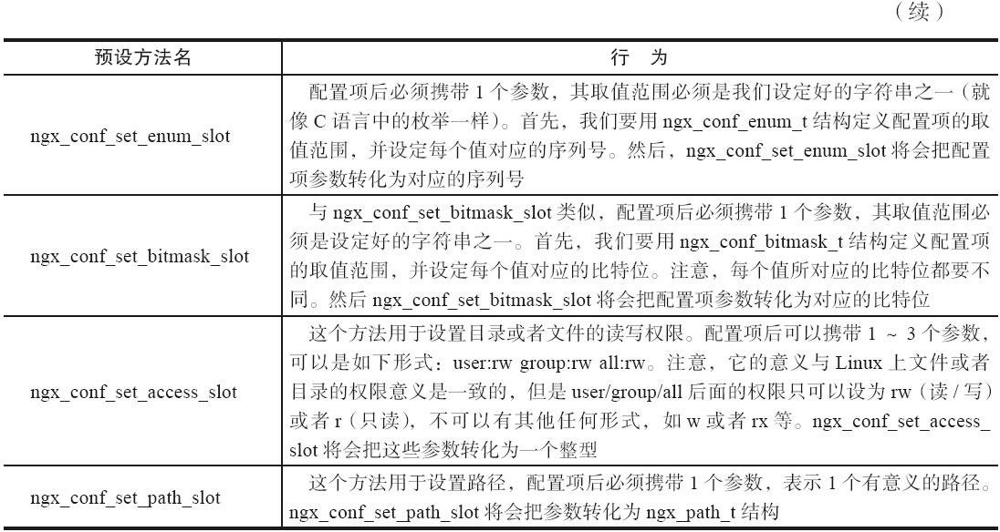 （续）
预设方法名 行 为
ngx_conf_set_enum_slot
配置项后必须携带 1 个参数，其取值范围必须是我们设定好的字符串之一（就
像 C 语言中的枚举一样）。首先，我们要用 ngx_conf_enum_t 结构定义配置项的取
值范围，并设定每个值对应的序列号。然后，ngx_conf_set_enum_slot 将会把配置
项参数转化为对应的序列号
ngx_conf_set_bitmask_slot
与 ngx_conf_set_bitmask_slot 类似，配置项后必须携带 1 个参数，其取值范围必
须是设定好的字符串之一。首先，我们要用 ngx_conf_bitmask_t 结构定义配置项
的取值范围，并设定每个值对应的比特位。注意，每个值所对应的比特位都要不
同。然后 ngx_conf_set_bitmask_slot 将会把配置项参数转化为对应的比特位
ngx_conf_set_access_slot
这个方法用于设置目录或者文件的读写权限。配置项后可以携带 1 ~ 3 个参数，
可以是如下形式：user:rw group:rw all:rw。注意，它的意义与 Linux 上文件或者
目录的权限意义是一致的，但是 user/group/all 后面的权限只可以设为 rw（读 / 写）
或者 r（只读），不可以有其他任何形式，如 w 或者 rx 等。ngx_conf_set_access_
slot 将会把这些参数转化为一个整型
ngx_conf_set_path_slot
这个方法用于设置路径，配置项后必须携带 1 个参数，表示 1 个有意义的路径。
ngx_conf_set_path_slot 将会把参数转化为 ngx_path_t 结构